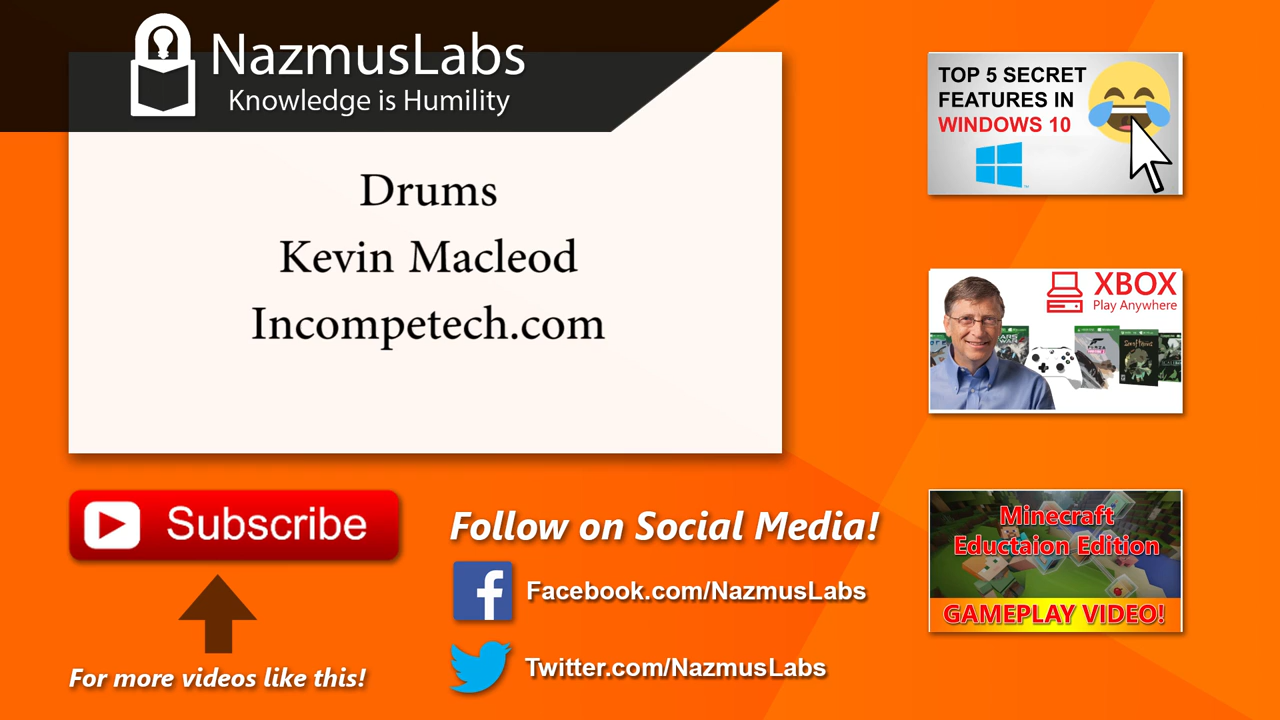 NazmusLabs
Knowledge is Humility
Drums
Kevin Macleod
Incompetech.com
Subscribe
For more videos like this!
Follow on Social Media!
Facebook.com/NazmusLabs
Twitter.com/NazmusLabs
TOP 5 SECRET
FEATURES IN
WINDOWS 10
XBOX
Play Anywhere
Minecraft
Eductaion Edition
GAMEPLAY VIDEO!